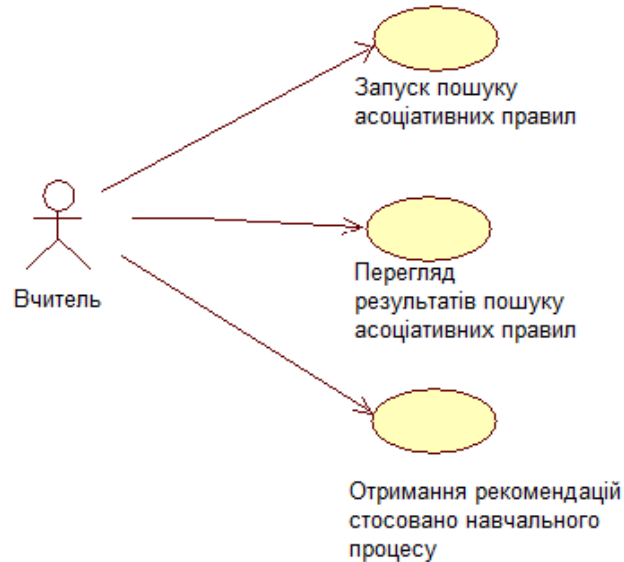 Запуск пошуку
асоціативних правил
Вчитель
Перегляд
результатів пошуку
асоціативних правил
Отримання рекомендацій
стосовано навчального
процесу